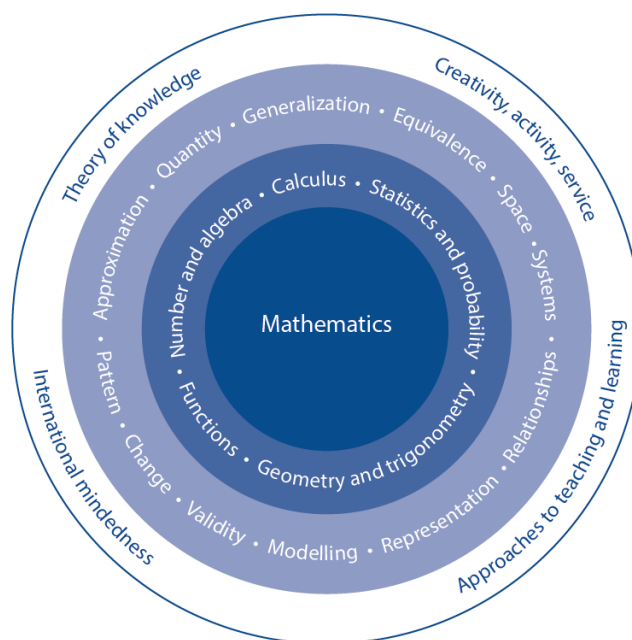 Theory of knowledge
Creativity, activity, service
Approaches to teaching and learning
International mindedness
Approximation • Quantity • Generalization • Equivalence • Space • Systems • Relationships • Representation • Modelling • Validity • Change • Pattern •
Number and algebra • Calculus • Statistics and probability • Geometry and trigonometry • Functions •
Mathematics